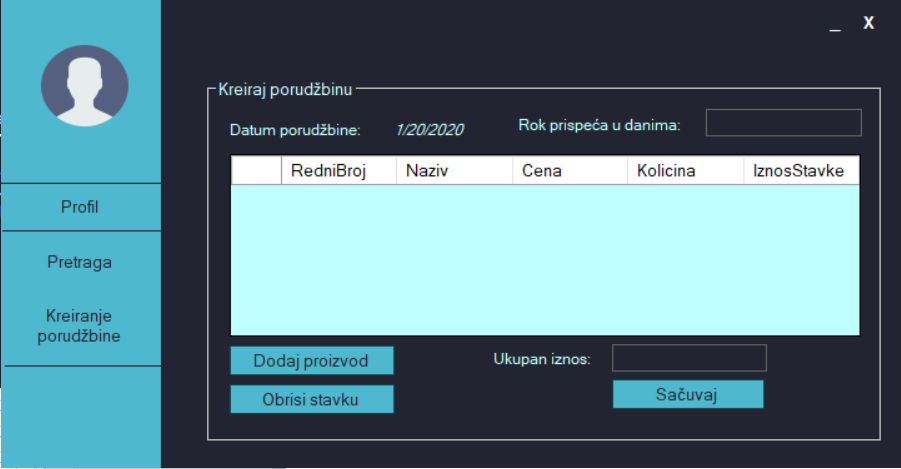 _ X
Kreiraj porudžbinu
Datum porudžbine: 1/20/2020 Rok prispeća u danima:
RedniBroj Naziv Cena Kolicina IznosStavke
Profil
Pretraga
Kreiranje
porudžbine
Dodaj proizvod Ukupan iznos:
Obrisi stavku Sačuvaj